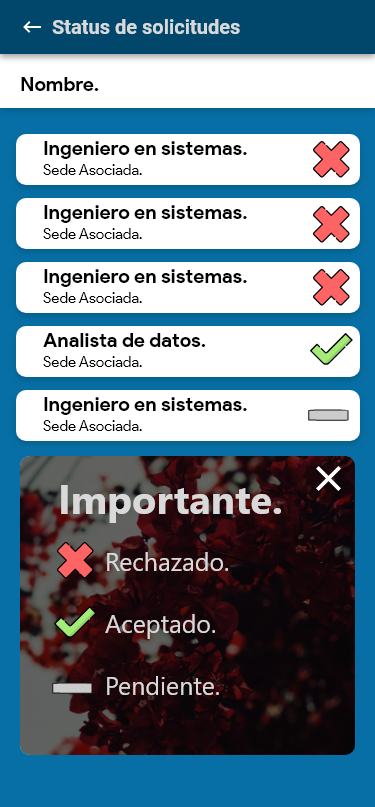 Status de solicitudes
Nombre.
Ingeniero en sistemas.
Sede Asociada.
Ingeniero en sistemas.
Sede Asociada.
Ingeniero en sistemas.
Sede Asociada.
Analista de datos.
Sede Asociada.
Ingeniero en sistemas.
Sede Asociada.
Importante.
Rechazado.
Aceptado.
Pendiente.